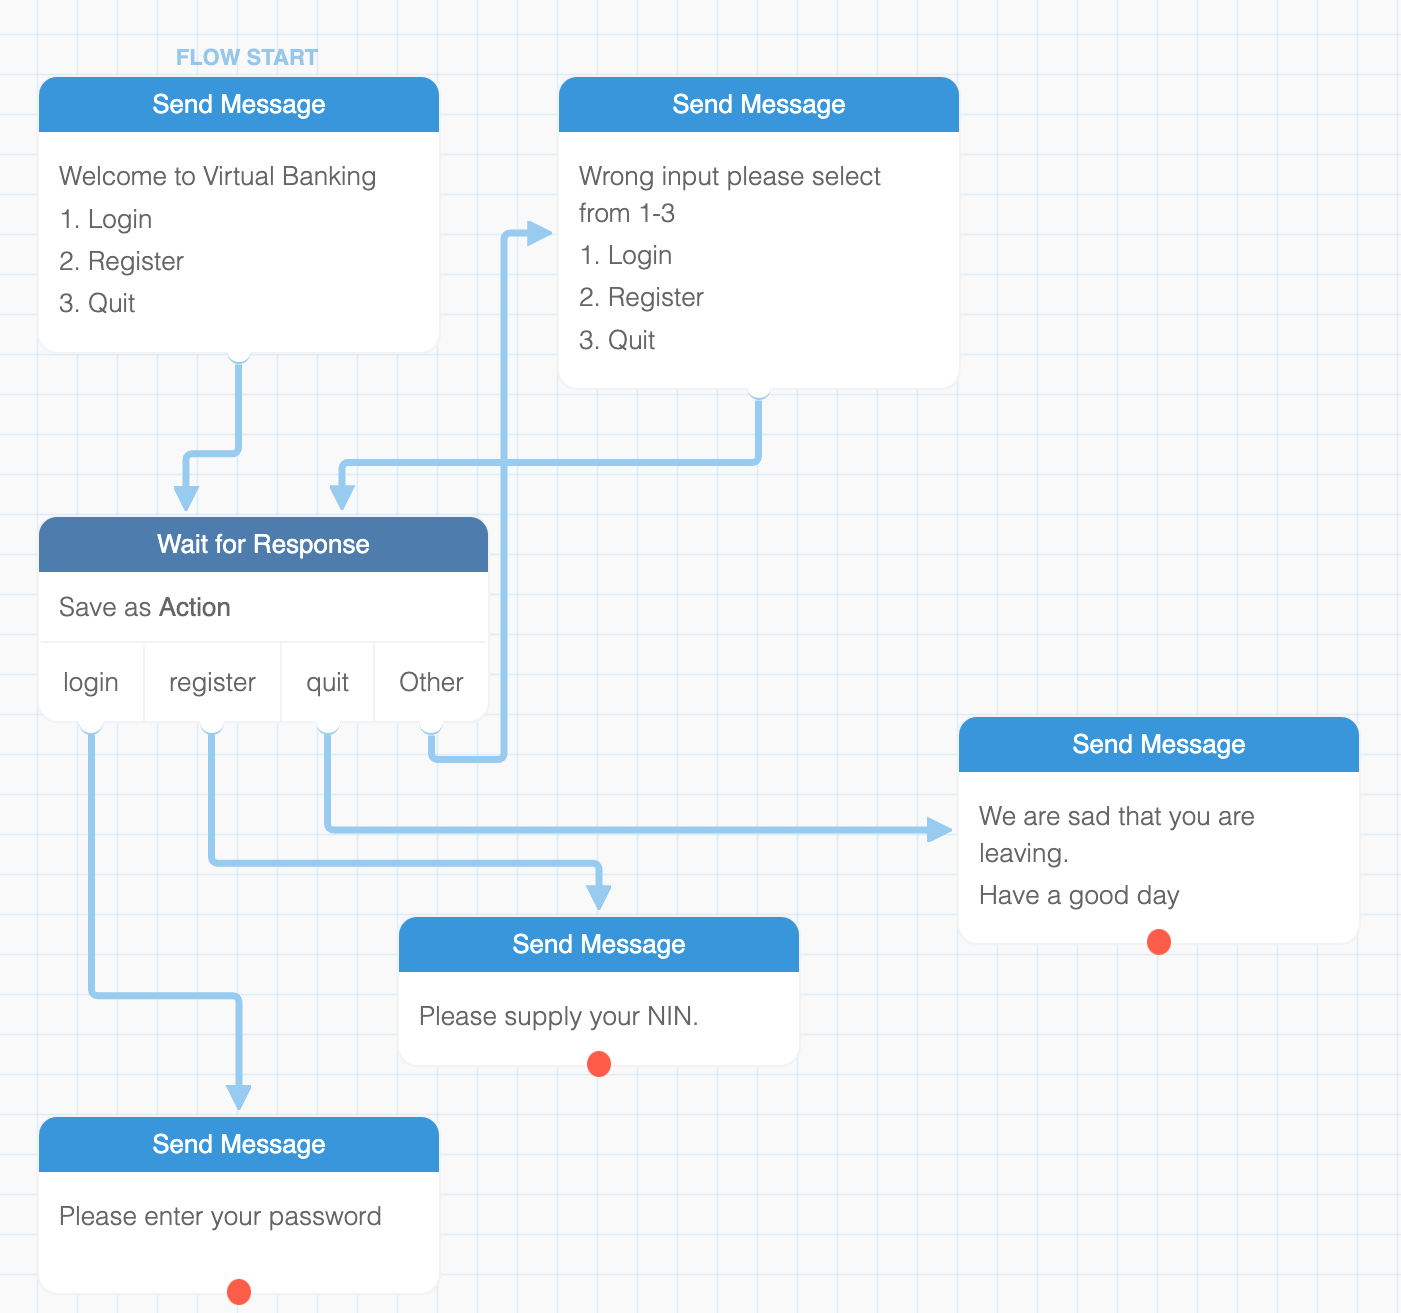 FLOW START
Send Message
Welcome to Virtual Banking
1. Login
2. Register
3. Quit
Send Message
Wrong input please select
from 1-3
1. Login
2. Register
3. Quit
Wait for Response
Save as Action
login register quit Other
Send Message
We are sad that you are
leaving.
Have a good day
Send Message
Please supply your NIN.
Send Message
Please enter your password